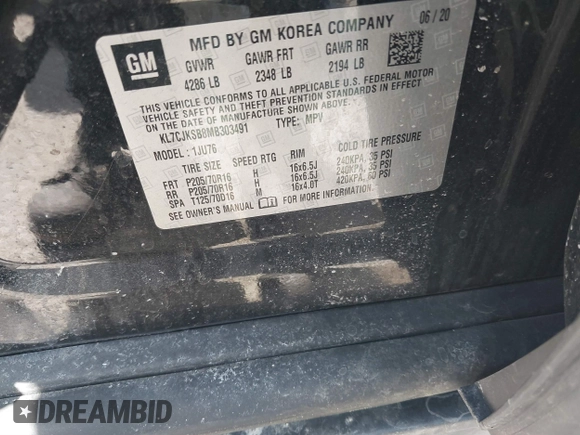 GM
MFD BY GM KOREA COMPANY 06/20
GVWR GAWR FRT GAWR RR
4286 LB 2348 LB 2194 LB
THIS VEHICLE CONFORMS TO ALL APPLICABLE U.S. FEDERAL MOTOR
VEHICLE SAFETY, BUMPER, AND THEFT PREVENTION STANDARDS IN EFFECT ON
THE DATE OF MANUFACTURE SHOWN ABOVE.
KL7CJKSB8MB303491 TYPE: MPV
MODEL: 1JU76
TIRE SIZE SPEED RTG RIM COLD TIRE PRESSURE
FRT P205/70R16 H 16x6.5J 240KPA, 35 PSI
RR P205/70R16 H 16x6.5J 240KPA, 35 PSI
SPA T125/70D16 M 16x4.0T 420KPA, 60 PSI
SEE OWNER'S MANUAL FOR MORE INFORMATION.
DREAMBID